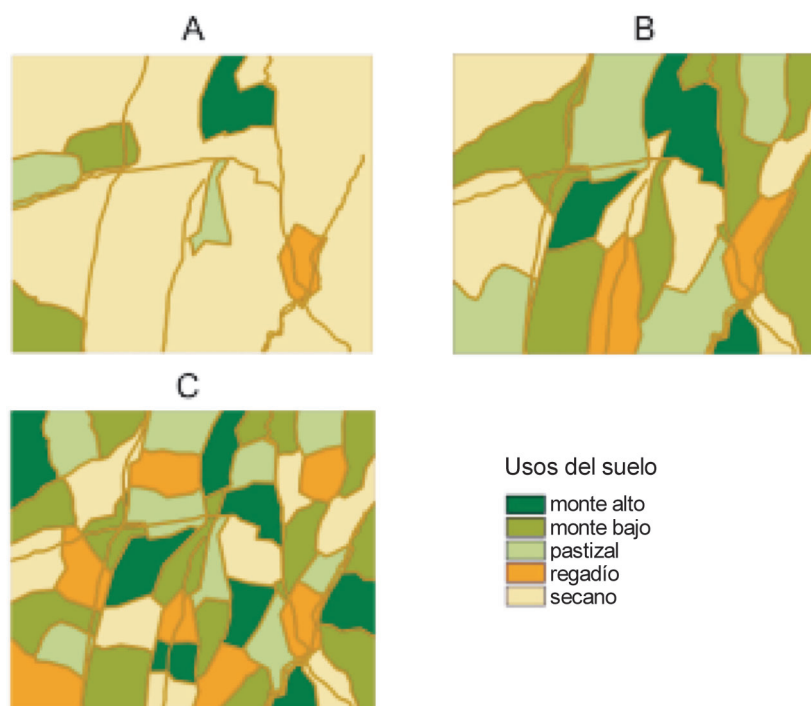 A
B
C
Usos del suelo
monte alto
monte bajo
pastizal
regadío
secano